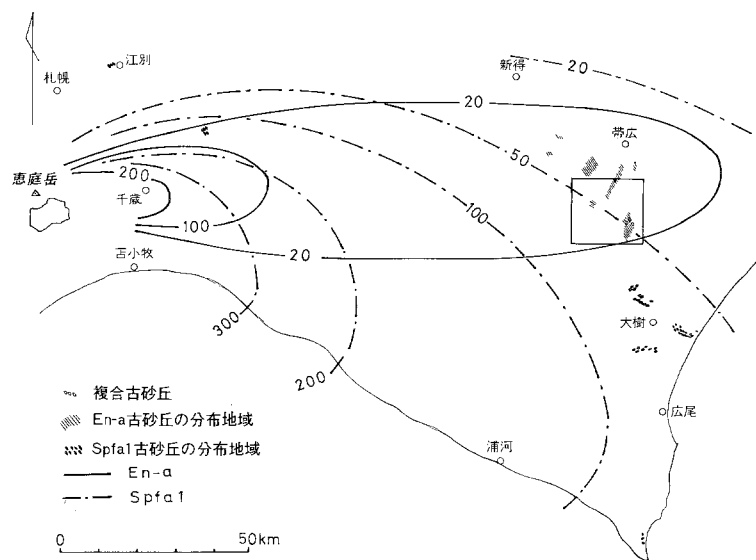 江別
札幌
新得
20
20
帯広
50
恵庭岳
200
千歳
100
100
苫小牧
20
300
200
大樹
広尾
浦河
複合古砂丘
En-a古砂丘の分布地域
Spfa1古砂丘の分布地域
En-a
Spfa1
0 50km